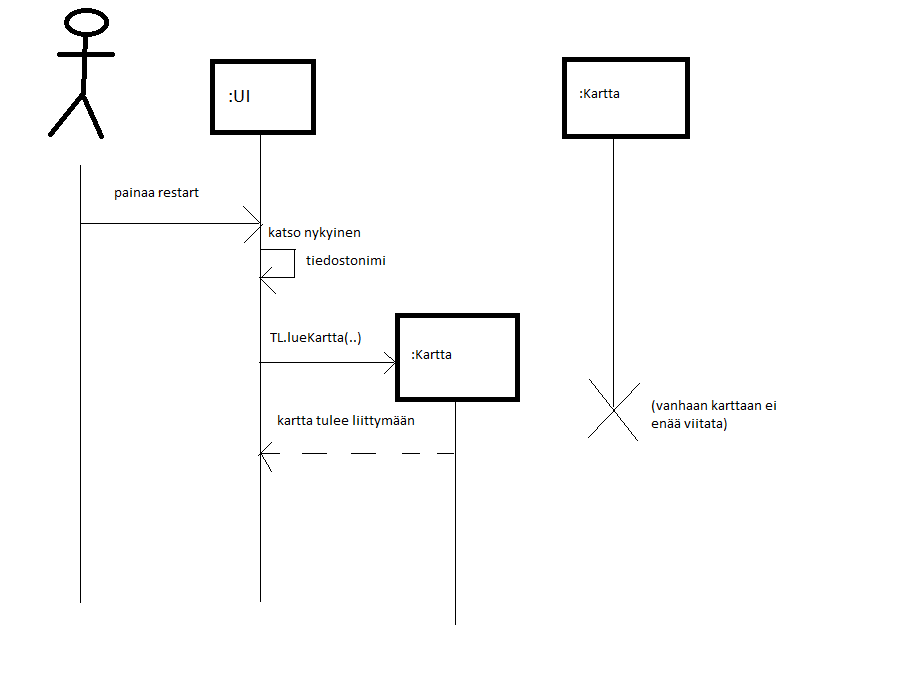 :UI
:Kartta
painaa restart
katso nykyinen
tiedostonimi
TL.lueKartta(..)
:Kartta
kartta tulee liittymään
(vanhaan karttaan ei
enää viitata)